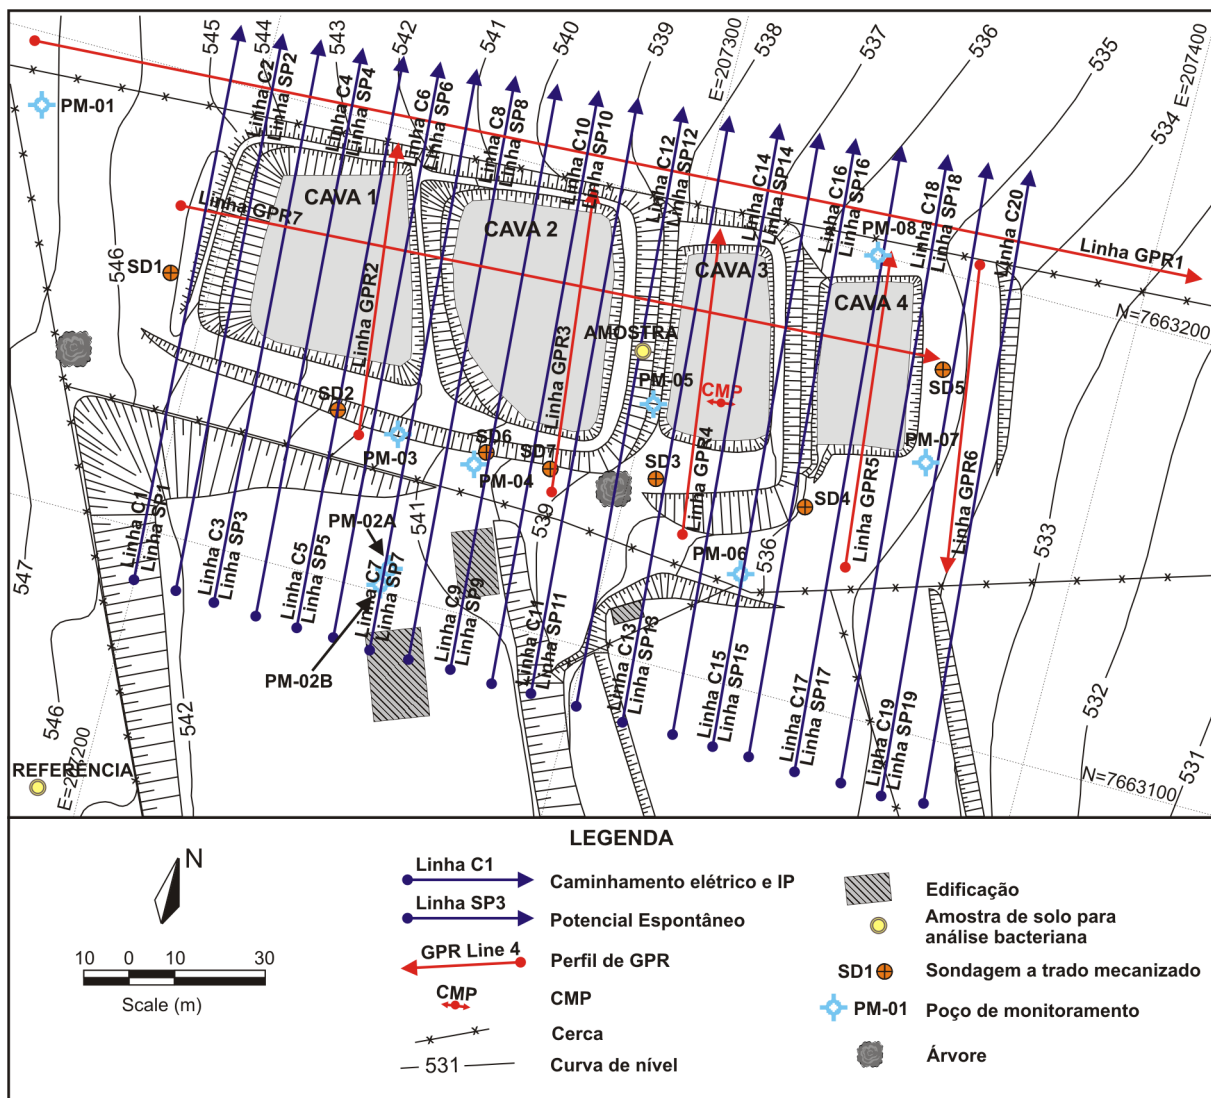 545
544
543
542
541
540
539
E=207300
538
537
536
535
E=207400
534
PM-01
Linha C2
Linha SP2
Linha C4
Linha SP4
Linha C6
Linha SP6
Linha C8
Linha SP8
Linha C10
Linha SP10
Linha C12
Linha SP12
Linha C14
Linha SP14
Linha C16
Linha SP16
Linha C18
Linha SP18
Linha C20
CAVA 1
CAVA 2
CAVA 3
CAVA 4
Linha GPR7
PM-08
Linha GPR1
546
SD1
Linha GPR2
Linha GPR3
AMOSTRA
N=7663200
547
PM-05
CMP
SD5
SD2
PM-03
SD6
SD7
PM-04
SD3
Linha GPR4
SD4
Linha GPR5
PM-07
Linha GPR6
PM-02A
541
539
536
533
PM-06
Linha C1
Linha SP1
Linha C3
Linha SP3
Linha C5
Linha SP5
Linha C7
Linha SP7
Linha C9
Linha SP9
Linha C11
Linha SP11
Linha C13
Linha SP13
Linha C15
Linha SP15
Linha C17
Linha SP17
Linha C19
Linha SP19
PM-02B
546
542
532
531
REFERÊNCIA
E=207200
N=7663100
LEGENDA
N
10 0 10 30
Scale (m)
Linha C1
Caminhamento elétrico e IP
Linha SP3
Potencial Espontâneo
GPR Line 4
Perfil de GPR
CMP
CMP
Cerca
531
Curva de nível
Edificação
Amostra de solo para
análise bacteriana
SD1
Sondagem a trado mecanizado
PM-01
Poço de monitoramento
Árvore